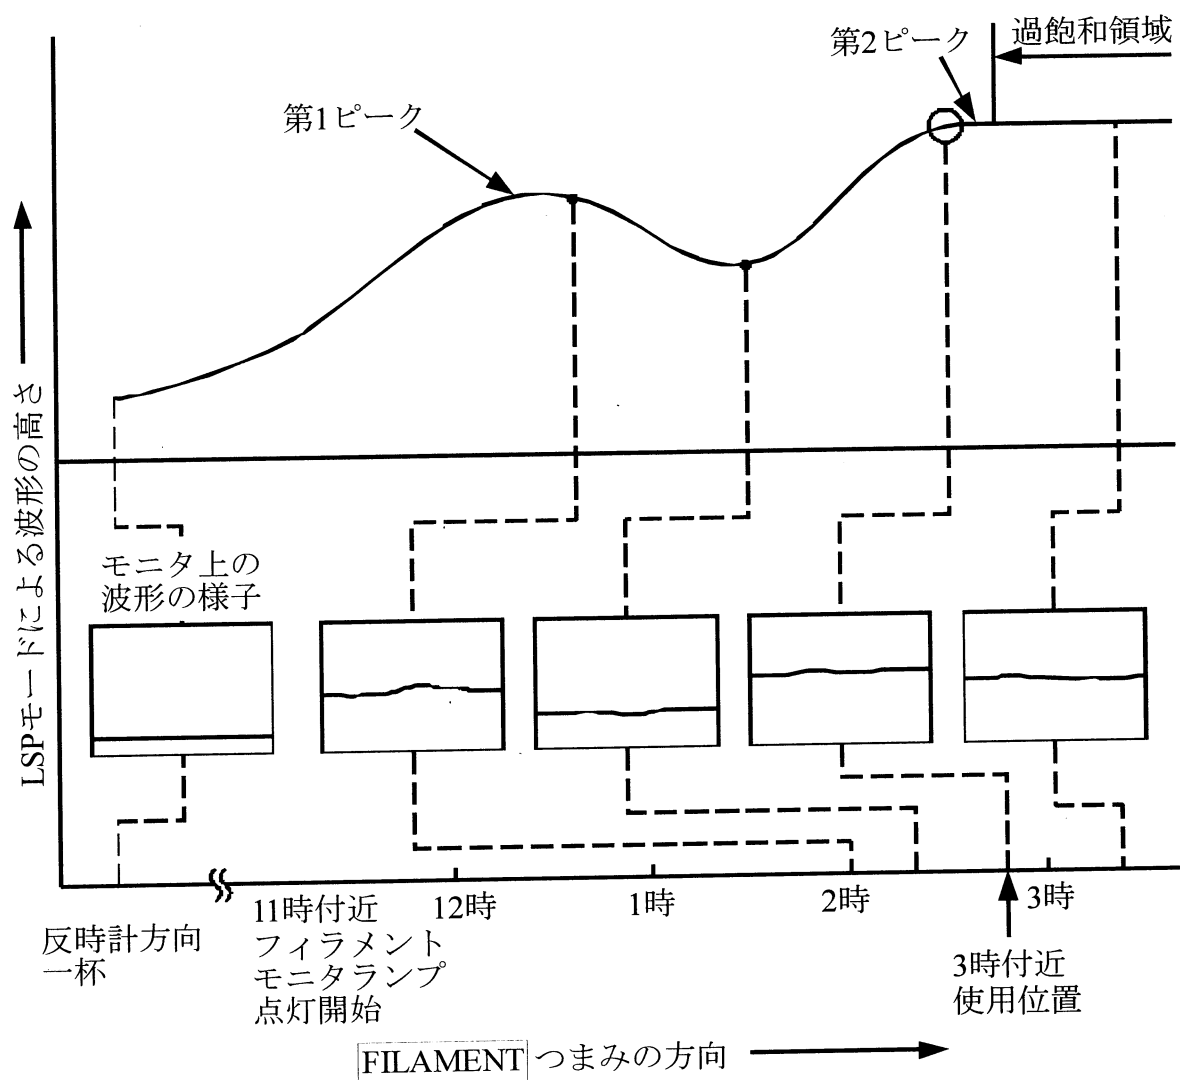 過飽和領域
第2ピーク
第1ピーク
LSPモードによる波形の高さ
モニタ上の
波形の様子
11時付近
フィラメント
モニタランプ
点灯開始
12時
1時
2時
3時
反時計方向
一杯
3時付近
使用位置
FILAMENT つまみの方向